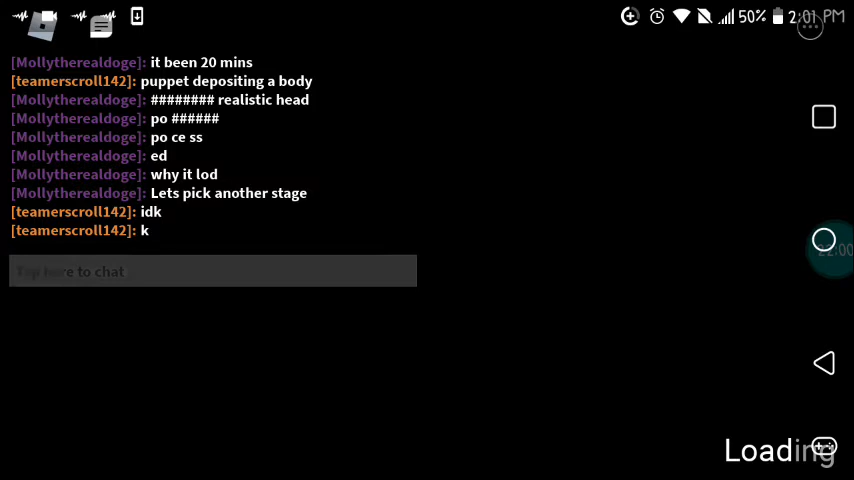 50% 2:01 PM
[Mollytherealdoge]: it been 20 mins
[teamerscroll142]: puppet depositing a body
[Mollytherealdoge]: ######## realistic head
[Mollytherealdoge]: po ######
[Mollytherealdoge]: po ce ss
[Mollytherealdoge]: ed
[Mollytherealdoge]: why it lod
[Mollytherealdoge]: Lets pick another stage
[teamerscroll142]: idk
[teamerscroll142]: k
22:00
Tap here to chat
Loading